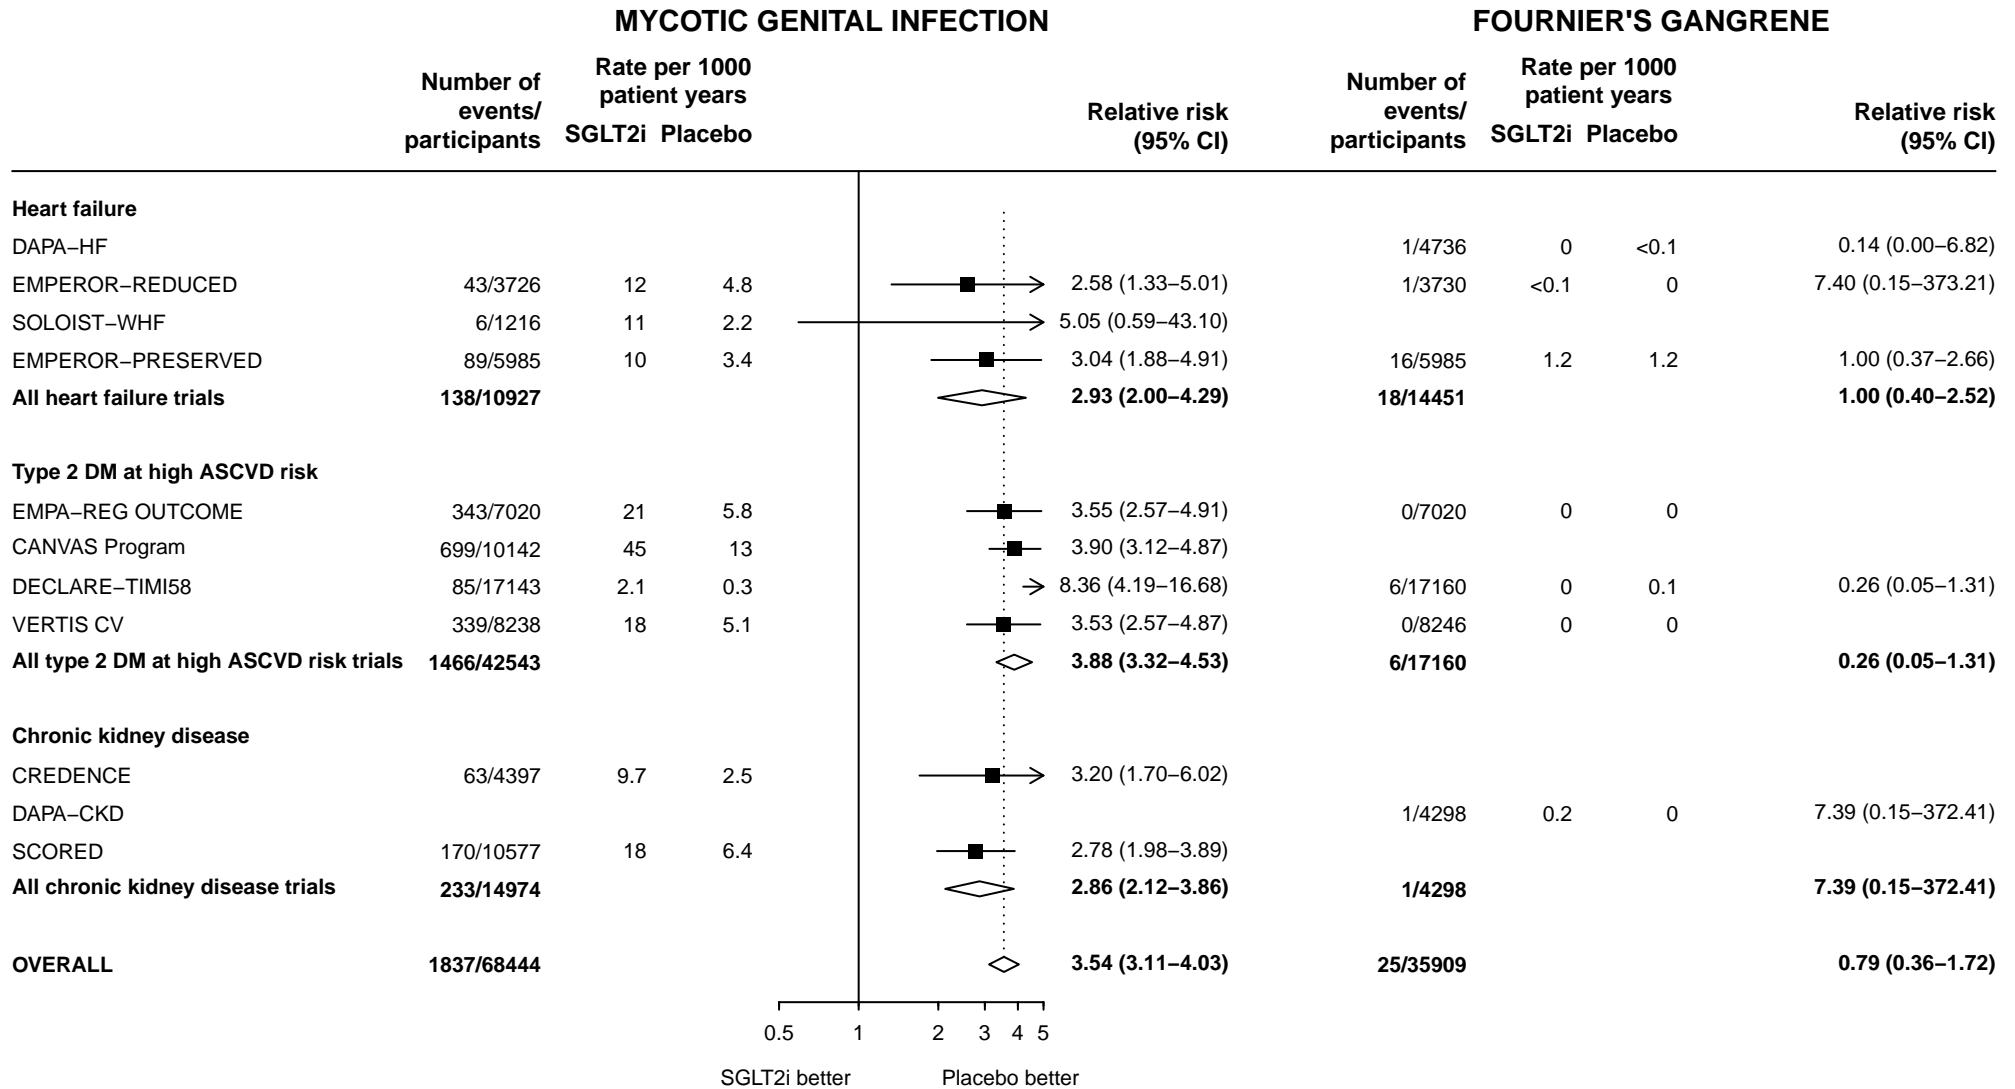 MYCOTIC GENITAL INFECTION FOURNIER'S GANGRENE
Number of events/ participants Rate per 1000 patient years SGLT2i Placebo Relative risk (95% CI) Number of events/ participants Rate per 1000 patient years SGLT2i Placebo Relative risk (95% CI)
Heart failure
DAPA−HF 1/4736 0 <0.1 0.14 (0.00−6.82)
EMPEROR−REDUCED 43/3726 12 4.8 2.58 (1.33−5.01) 1/3730 <0.1 0 7.40 (0.15−373.21)
SOLOIST−WHF 6/1216 11 2.2 5.05 (0.59−43.10)
EMPEROR−PRESERVED 89/5985 10 3.4 3.04 (1.88−4.91) 16/5985 1.2 1.2 1.00 (0.37−2.66)
All heart failure trials 138/10927 2.93 (2.00−4.29) 18/14451 1.00 (0.40−2.52)
Type 2 DM at high ASCVD risk
EMPA−REG OUTCOME 343/7020 21 5.8 3.55 (2.57−4.91) 0/7020 0 0
CANVAS Program 699/10142 45 13 3.90 (3.12−4.87)
DECLARE−TIMI58 85/17143 2.1 0.3 8.36 (4.19−16.68) 6/17160 0 0.1 0.26 (0.05−1.31)
VERTIS CV 339/8238 18 5.1 3.53 (2.57−4.87) 0/8246 0 0
All type 2 DM at high ASCVD risk trials 1466/42543 3.88 (3.32−4.53) 6/17160 0.26 (0.05−1.31)
Chronic kidney disease
CREDENCE 63/4397 9.7 2.5 3.20 (1.70−6.02)
DAPA−CKD 1/4298 0.2 0 7.39 (0.15−372.41)
SCORED 170/10577 18 6.4 2.78 (1.98−3.89)
All chronic kidney disease trials 233/14974 2.86 (2.12−3.86) 1/4298 7.39 (0.15−372.41)
OVERALL 1837/68444 3.54 (3.11−4.03) 25/35909 0.79 (0.36−1.72)
0.5 1 2 3 4 5
SGLT2i better Placebo better